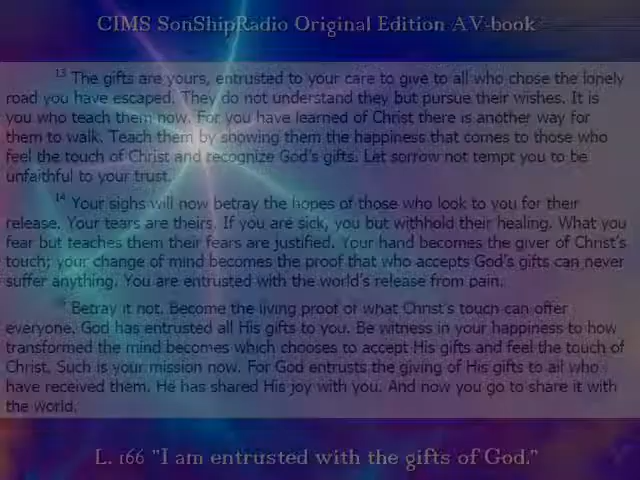 CIMS SonShipRadio Original Edition AV-book
13 The gifts are yours, entrusted to your care to give to all who chose the lonely
road you have escaped. They do not understand they but pursue their wishes. It is
you who teach them now. For you have learned of Christ there is another way for
them to walk. Teach them by showing them the happiness that comes to those who
feel the touch of Christ and recognize God's gifts. Let sorrow not tempt you to be
unfaithful to your trust.
14 Your sighs will now betray the hopes of those who look to you for their
release. Your tears are theirs. If you are sick, you but withhold their healing. What you
fear but teaches them their fears are justified. Your hand becomes the giver of Christ's
touch; your change of mind becomes the proof that who accepts God's gifts can never
suffer anything. You are entrusted with the world's release from pain.
Betray it not. Become the living proof of what Christ's touch can offer
everyone. God has entrusted all His gifts to you. Be witness in your happiness to how
transformed the mind becomes which chooses to accept His gifts and feel the touch of
Christ. Such is your mission now. For God entrusts the giving of His gifts to all who
have received them. He has shared His joy with you. And now you go to share it with
the world.
L. 166 "I am entrusted with the gifts of God."